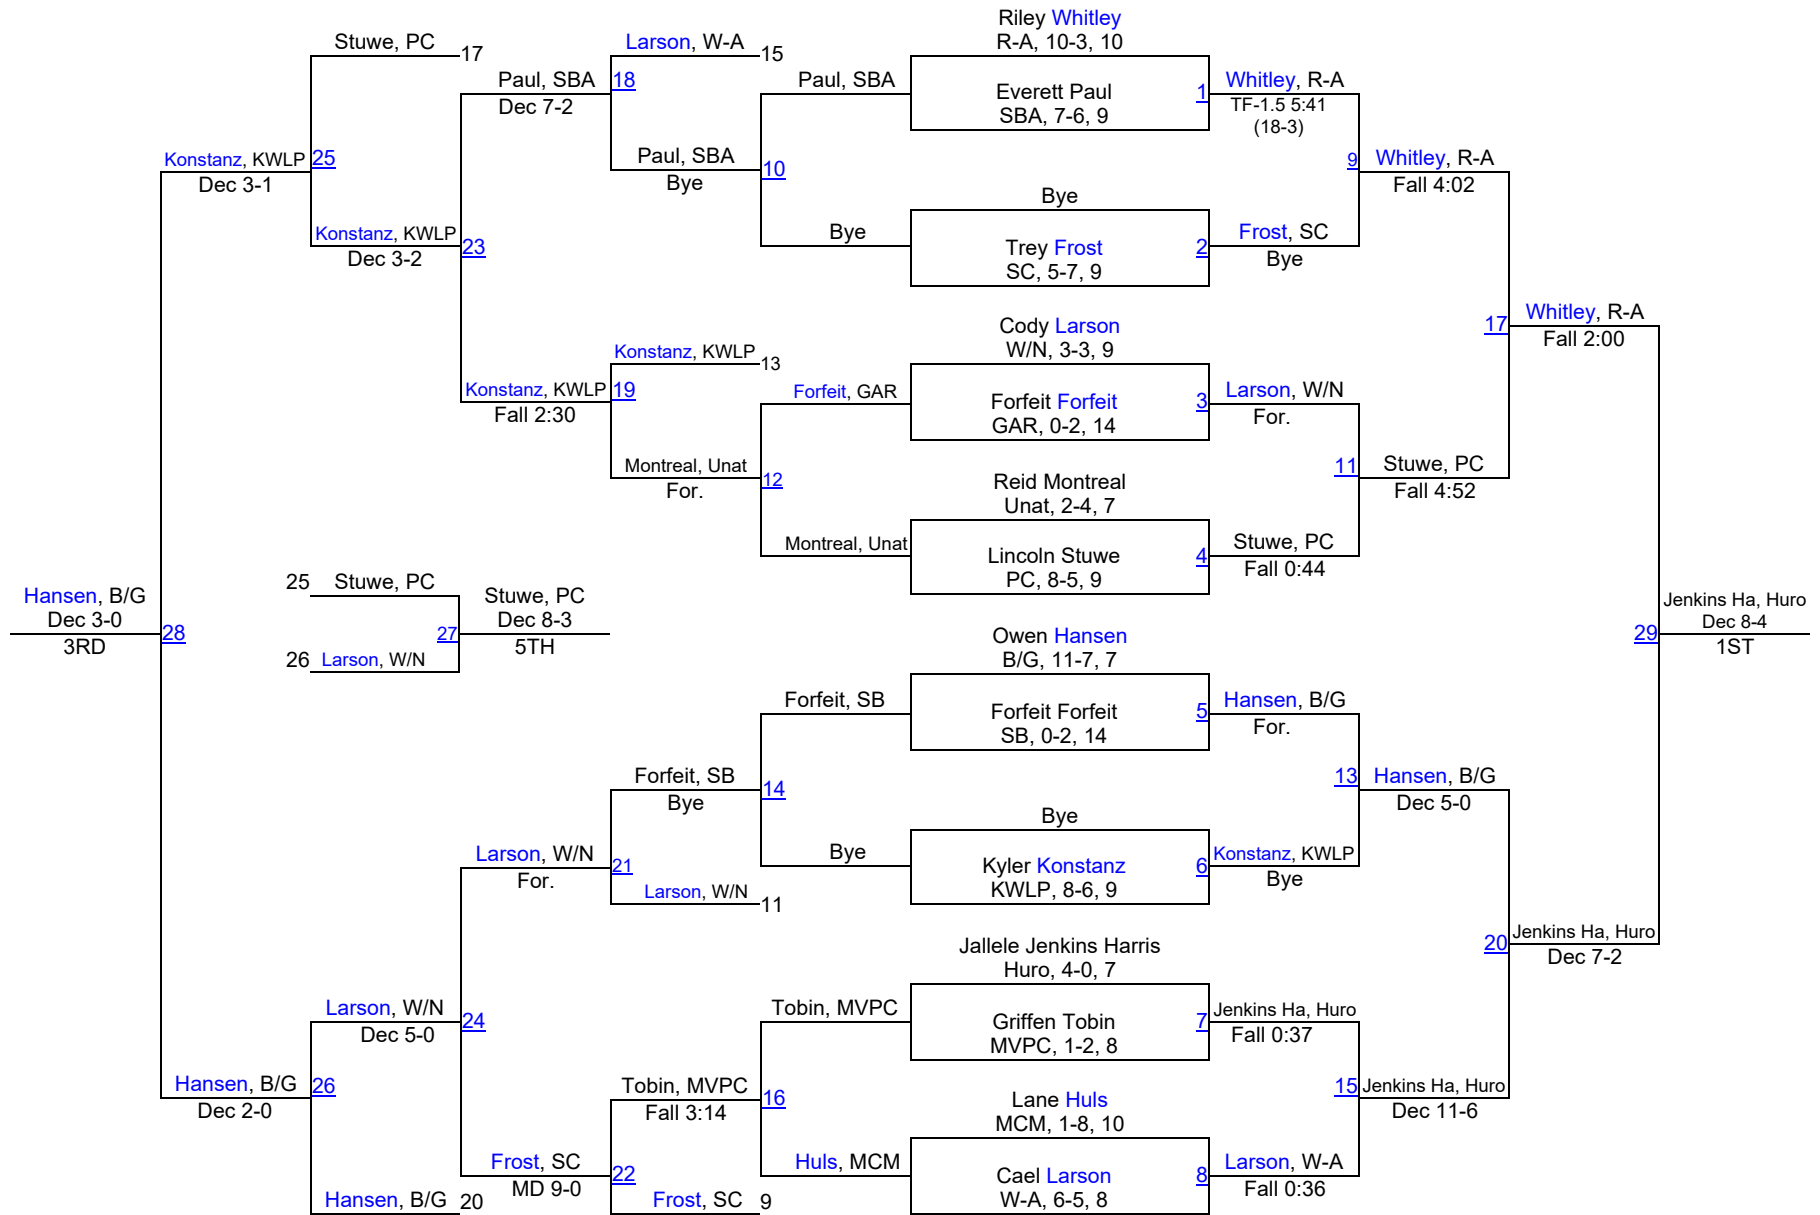 Riley Whitley
R-A, 10-3, 10
Everett Paul
SBA, 7-6, 9
1
Bye
Trey Frost
SC, 5-7, 9
2
Cody Larson
W/N, 3-3, 9
Forfeit Forfeit
GAR, 0-2, 14
3
Reid Montreal
Unat, 2-4, 7
Lincoln Stuwe
PC, 8-5, 9
4
Owen Hansen
B/G, 11-7, 7
Forfeit Forfeit
SB, 0-2, 14
5
Bye
Kyler Konstanz
KWLP, 8-6, 9
6
Jallele Jenkins Harris
Huro, 4-0, 7
Griffen Tobin
MVPC, 1-2, 8
7
Lane Huls
MCM, 1-8, 10
Cael Larson
W-A, 6-5, 8
8
Whitley, R-A
TF-1.5 5:41
(18-3)
9
Frost, SC
Bye
Larson, W/N
For.
11
Stuwe, PC
Fall 0:44
Hansen, B/G
For.
13
Konstanz, KWLP
Bye
Jenkins Ha, Huro
Fall 0:37
15
Larson, W-A
Fall 0:36
Whitley, R-A
Fall 4:02
17
Stuwe, PC
Fall 4:52
Hansen, B/G
Dec 5-0
20
Jenkins Ha, Huro
Dec 11-6
Whitley, R-A
Fall 2:00
29
Jenkins Ha, Huro
Dec 7-2
Jenkins Ha, Huro
Dec 8-4
1ST
Paul, SBA
10
Bye
Forfeit, GAR
12
Montreal, Unat
Forfeit, SB
14
Bye
Tobin, MVPC
16
Huls, MCM
Larson, W-A
15
18
Paul, SBA
Bye
Konstanz, KWLP
13
19
Montreal, Unat
For.
Forfeit, SB
Bye
21
Larson, W/N
11
Tobin, MVPC
Fall 3:14
22
Frost, SC
9
Paul, SBA
Dec 7-2
23
Konstanz, KWLP
Fall 2:30
Larson, W/N
For.
24
Frost, SC
MD 9-0
Stuwe, PC
17
25
Konstanz, KWLP
Dec 3-2
Larson, W/N
Dec 5-0
26
Hansen, B/G
20
Konstanz, KWLP
Dec 3-1
28
Hansen, B/G
Dec 2-0
Hansen, B/G
Dec 3-0
3RD
25
Stuwe, PC
27
26
Larson, W/N
Stuwe, PC
Dec 8-3
5TH